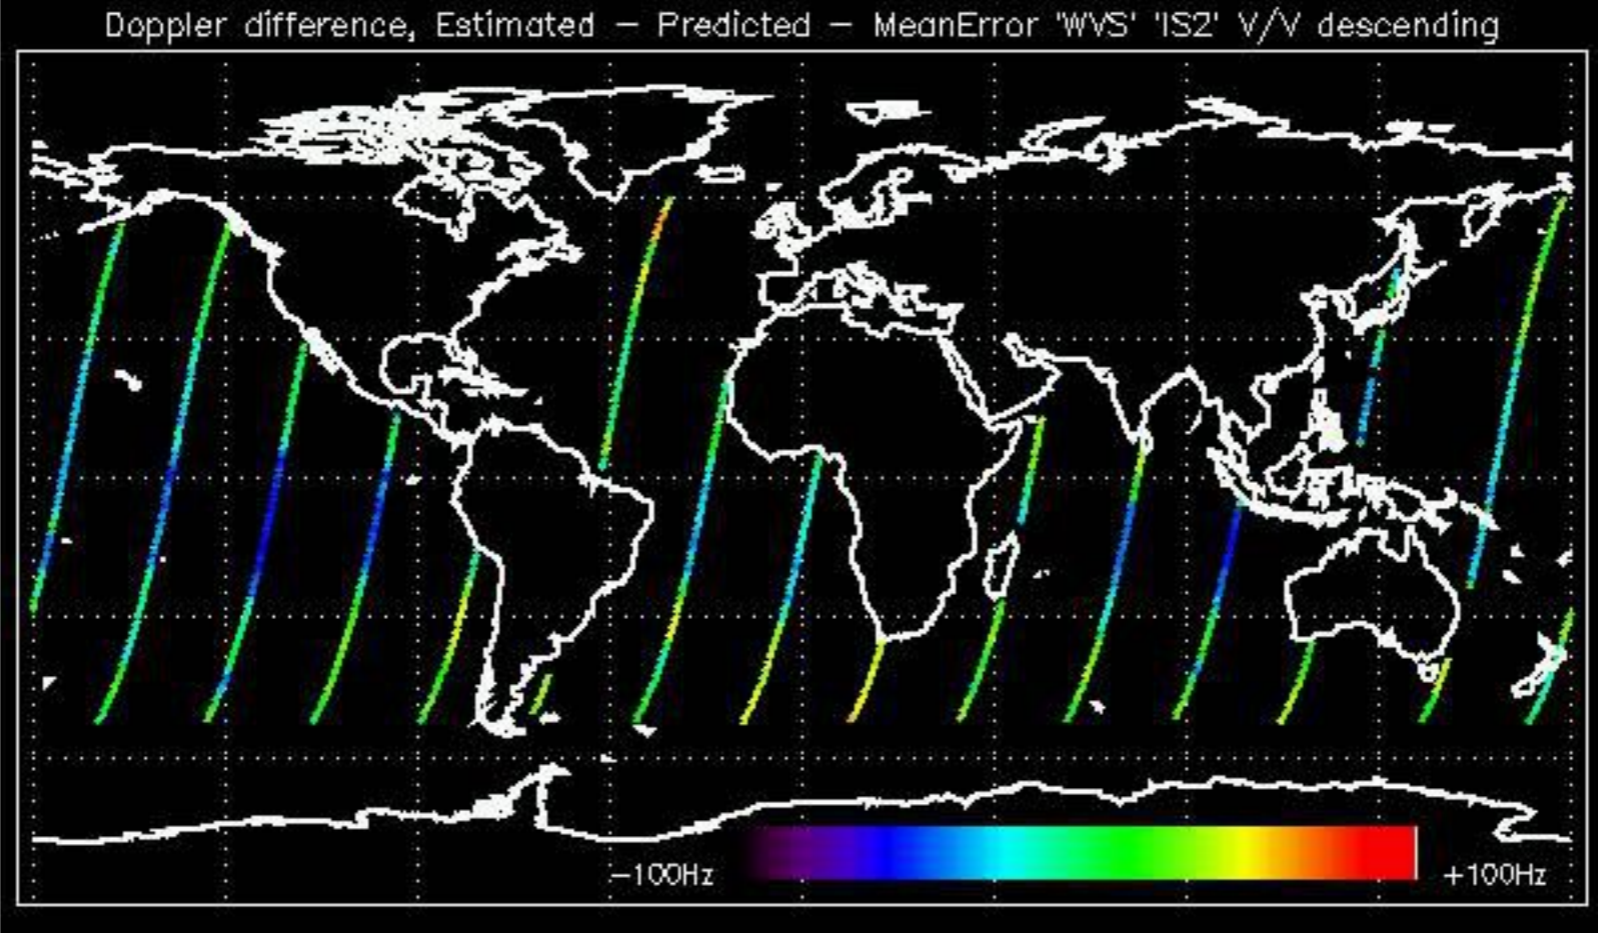 Doppler difference, Estimated — Predicted — MeanError 'WVS' 'IS2' V/V descending
−100Hz
+100Hz